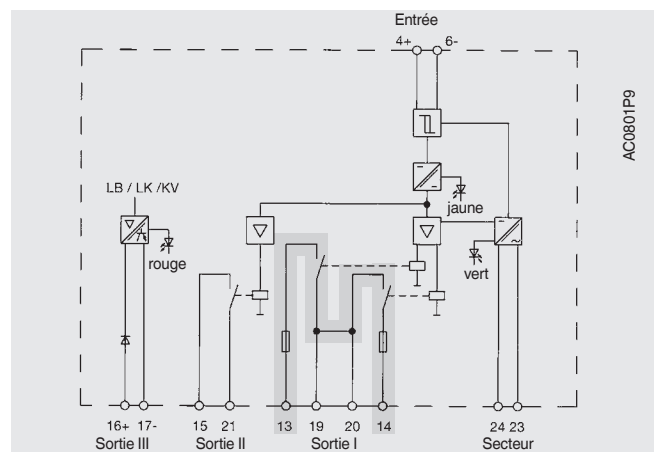 Entrée
4+ 6-
AC0801P9
LB / LK /KV
jaune
rouge
vert
16+ 17- 15 21 13 19 20 14 24 23
Sortie III Sortie II Sortie I Secteur